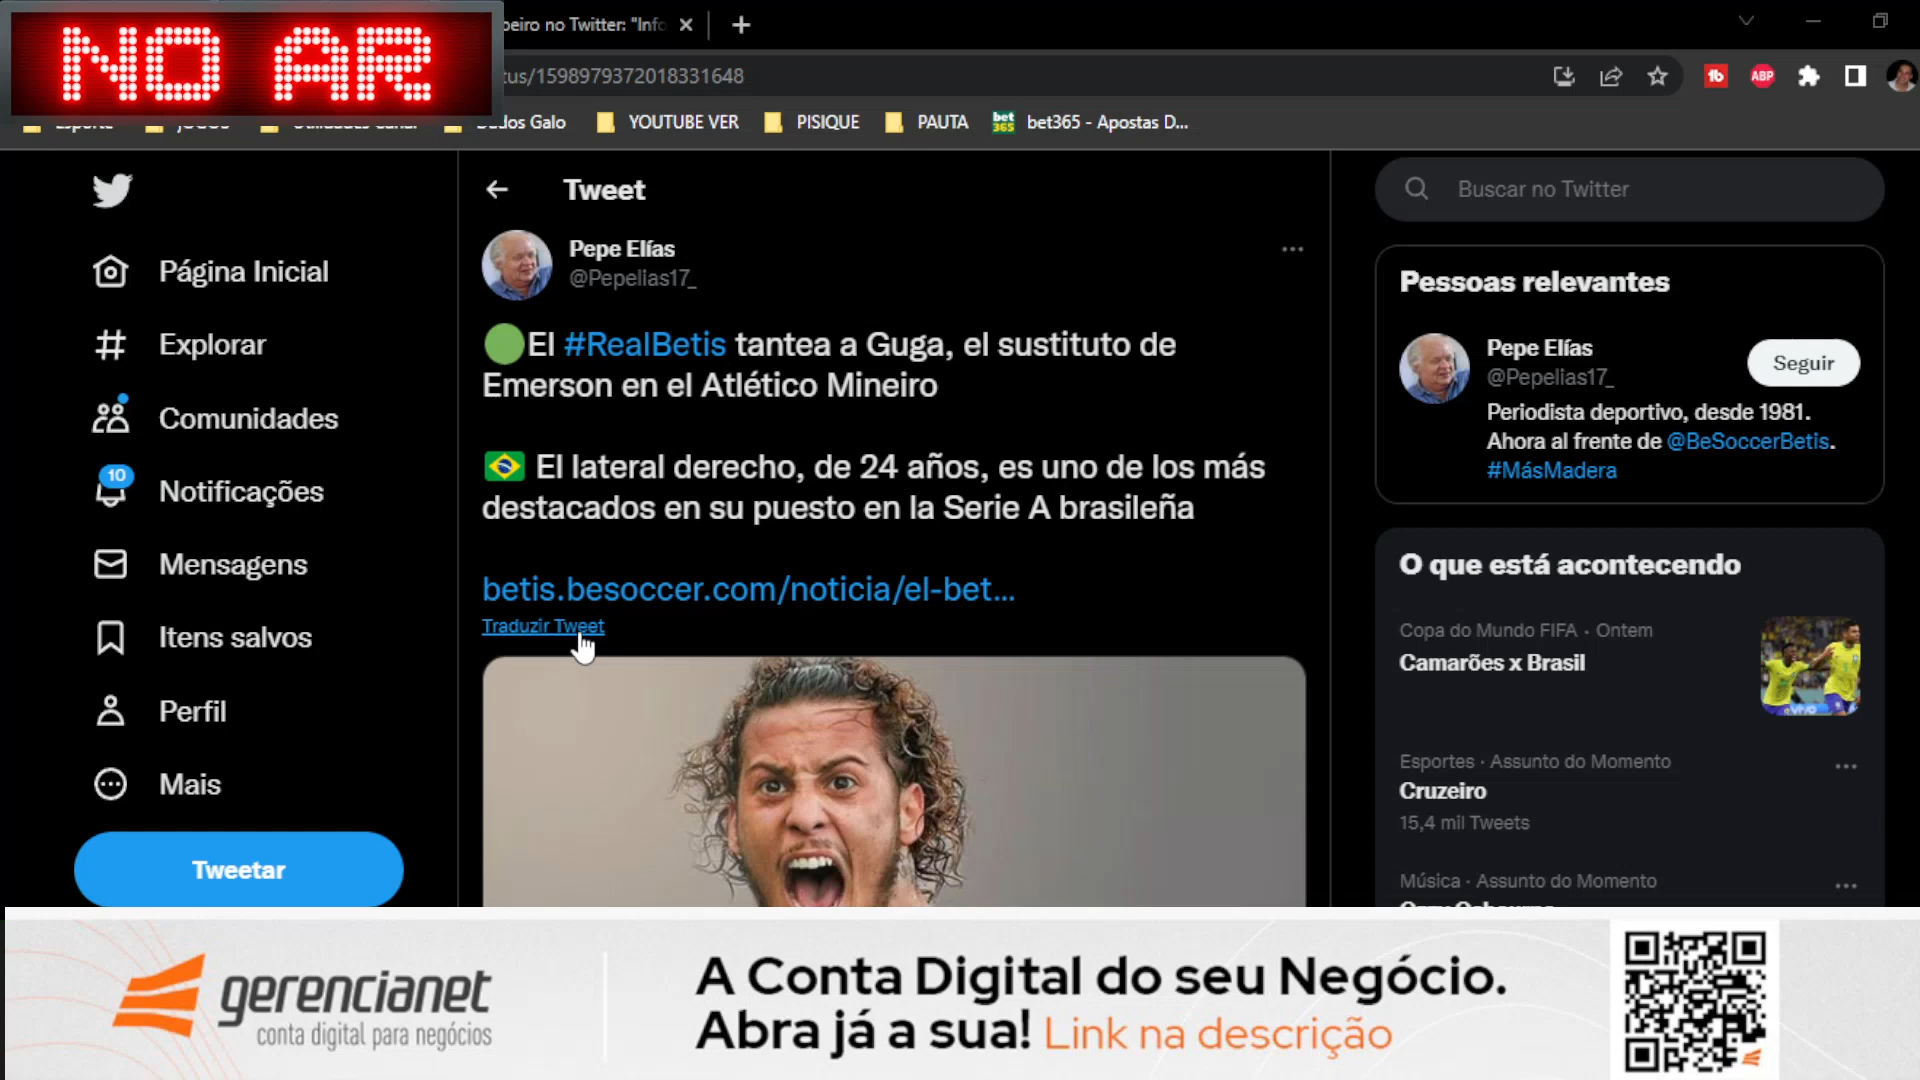 NO AR
beiro no Twitter: "Info
tus/1598979372018331648
Esporte
JOGOS
Utilidades Canal
Dados Galo
YOUTUBE VER
PISIQUE
PAUTA
bet365
bet365 - Apostas D...
ABP
Tweet
Buscar no Twitter
Página Inicial
Explorar
Comunidades
10
Notificações
Mensagens
Itens salvos
Perfil
Mais
Tweetar
Pepe Elías
@Pepelias17_
El #RealBetis tantea a Guga, el sustituto de
Emerson en el Atlético Mineiro
El lateral derecho, de 24 años, es uno de los más
destacados en su puesto en la Serie A brasileña
betis.besoccer.com/noticia/el-bet...
Traduzir Tweet
Pessoas relevantes
Pepe Elías
@Pepelias17_
Seguir
Periodista deportivo, desde 1981.
Ahora al frente de @BeSoccerBetis.
#MásMadera
O que está acontecendo
Copa do Mundo FIFA · Ontem
Camarões x Brasil
Esportes · Assunto do Momento
Cruzeiro
15,4 mil Tweets
Música · Assunto do Momento
gerencianet
conta digital para negócios
A Conta Digital do seu Negócio.
Abra já a sua! Link na descrição